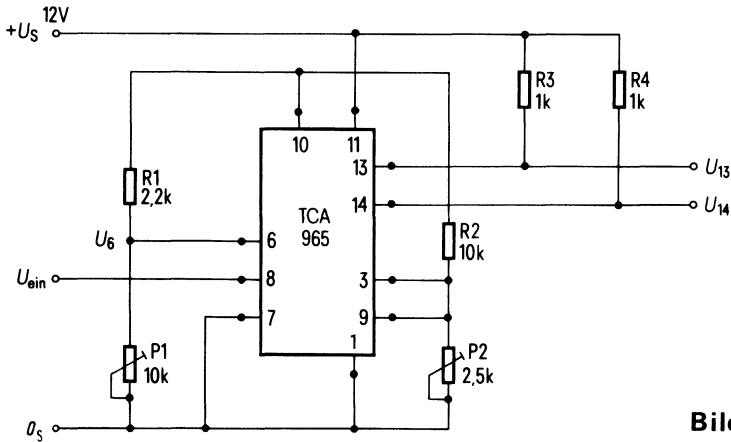 12V
+U_S
R3
1k
R4
1k
10
11
13
U_13
R1
2,2k
14
U_14
TCA
965
R2
10k
U_6
6
U_ein
8
3
7
9
1
P1
10k
P2
2,5k
0_S
Bil